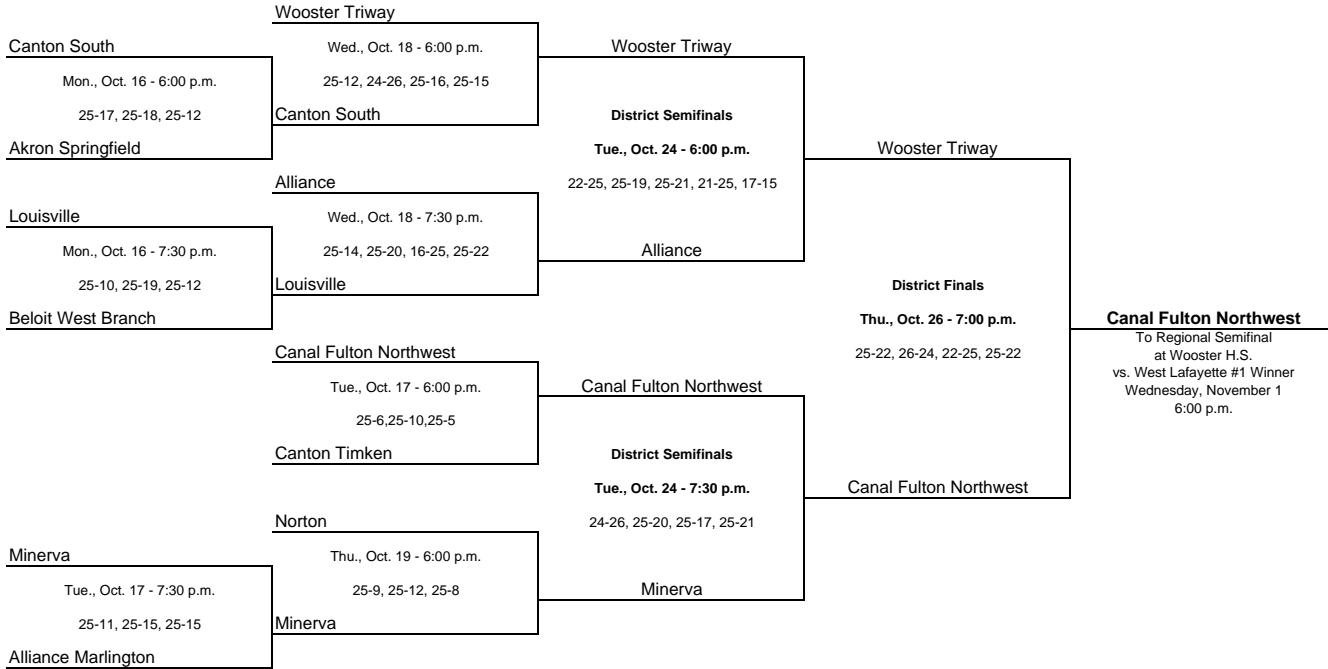 Wooster Triway
Canton South
Wed., Oct. 18 - 6:00 p.m.
Wooster Triway
Mon., Oct. 16 - 6:00 p.m.
25-12, 24-26, 25-16, 25-15
25-17, 25-18, 25-12
Canton South
District Semifinals
Akron Springfield
Tue., Oct. 24 - 6:00 p.m.
Wooster Triway
Alliance
22-25, 25-19, 25-21, 21-25, 17-15
Louisville
Wed., Oct. 18 - 7:30 p.m.
Mon., Oct. 16 - 7:30 p.m.
25-14, 25-20, 16-25, 25-22
Alliance
25-10, 25-19, 25-12
Louisville
District Finals
Beloit West Branch
Thu., Oct. 26 - 7:00 p.m.
Canal Fulton Northwest
To Regional Semifinal
at Wooster H.S.
vs. West Lafayette #1 Winner
Wednesday, November 1
6:00 p.m.
Canal Fulton Northwest
25-22, 26-24, 22-25, 25-22
Tue., Oct. 17 - 6:00 p.m.
Canal Fulton Northwest
25-6,25-10,25-5
Canton Timken
District Semifinals
Tue., Oct. 24 - 7:30 p.m.
Canal Fulton Northwest
Norton
24-26, 25-20, 25-17, 25-21
Minerva
Thu., Oct. 19 - 6:00 p.m.
Tue., Oct. 17 - 7:30 p.m.
25-9, 25-12, 25-8
Minerva
25-11, 25-15, 25-15
Minerva
Alliance Marlington